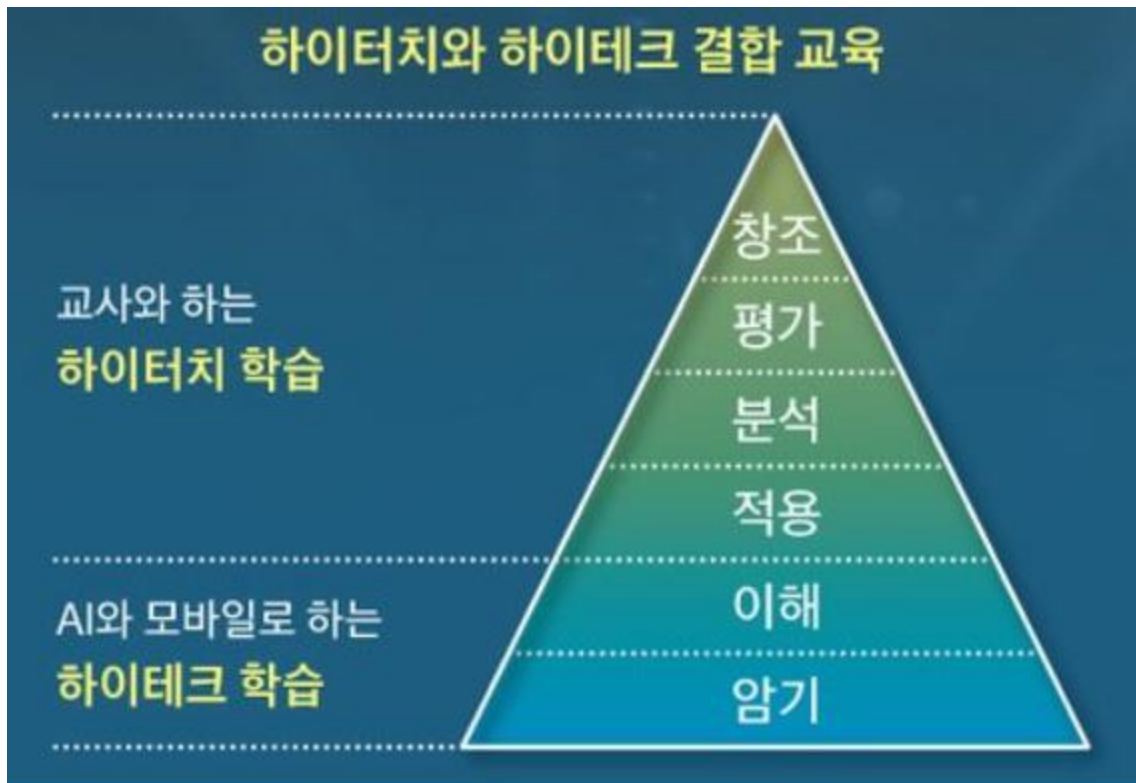 하이터치와 하이테크 결합 교육
교사와 하는
하이터치 학습
AI와 모바일로 하는
하이테크 학습
창조
평가
분석
적용
이해
암기